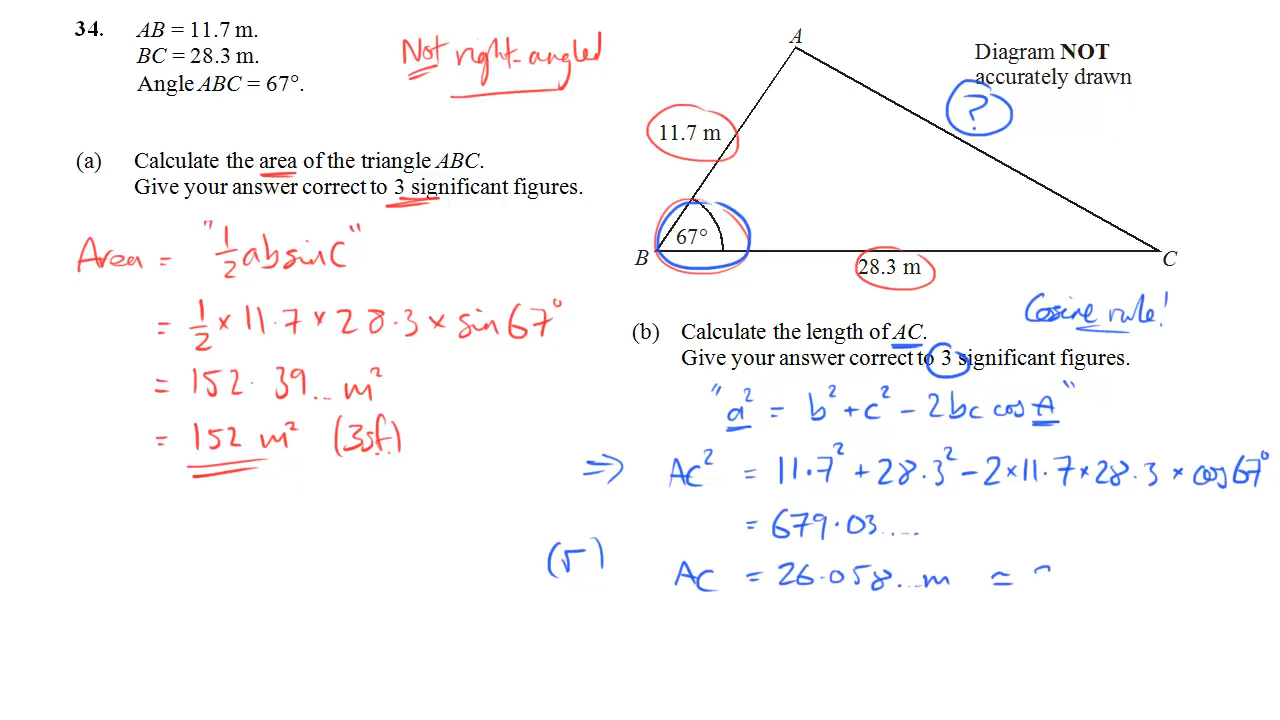 34. AB = 11.7 m.
BC = 28.3 m.
Angle ABC = 67°.
Not right-angled
(a) Calculate the area of the triangle ABC.
Give your answer correct to 3 significant figures.
Area = "½ab sin C"
= ½ × 11.7 × 28.3 × sin 67°
= 152.39... m²
= 152 m² (3sf)
A
Diagram NOT
accurately drawn
?
11.7 m
67°
B
28.3 m
C
Cosine rule!
(b) Calculate the length of AC.
Give your answer correct to 3 significant figures.
"a² = b² + c² - 2bc cos A"
⇒ AC² = 11.7² + 28.3² - 2×11.7×28.3 × cos 67°
= 679.03....
(√) AC = 26.058...m =